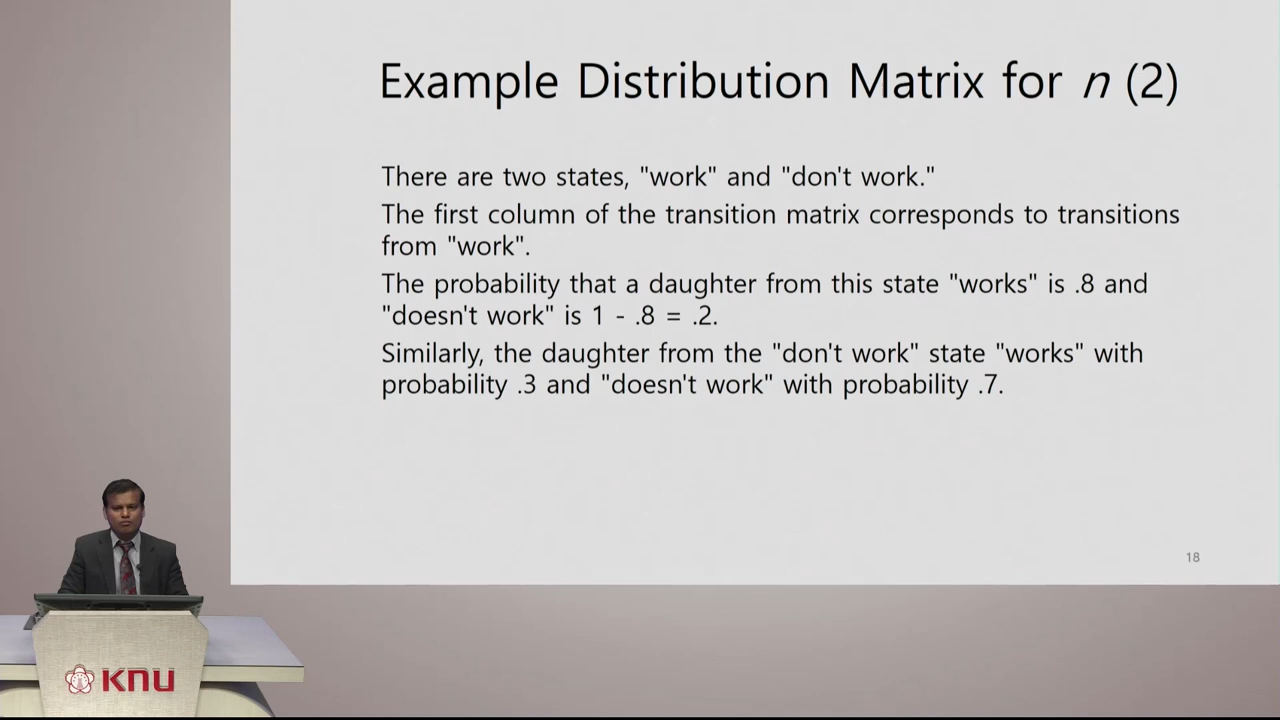 Example Distribution Matrix for n (2)
There are two states, "work" and "don't work."
The first column of the transition matrix corresponds to transitions
from "work".
The probability that a daughter from this state "works" is .8 and
"doesn't work" is 1 - .8 = .2.
Similarly, the daughter from the "don't work" state "works" with
probability .3 and "doesn't work" with probability .7.
18
KNU